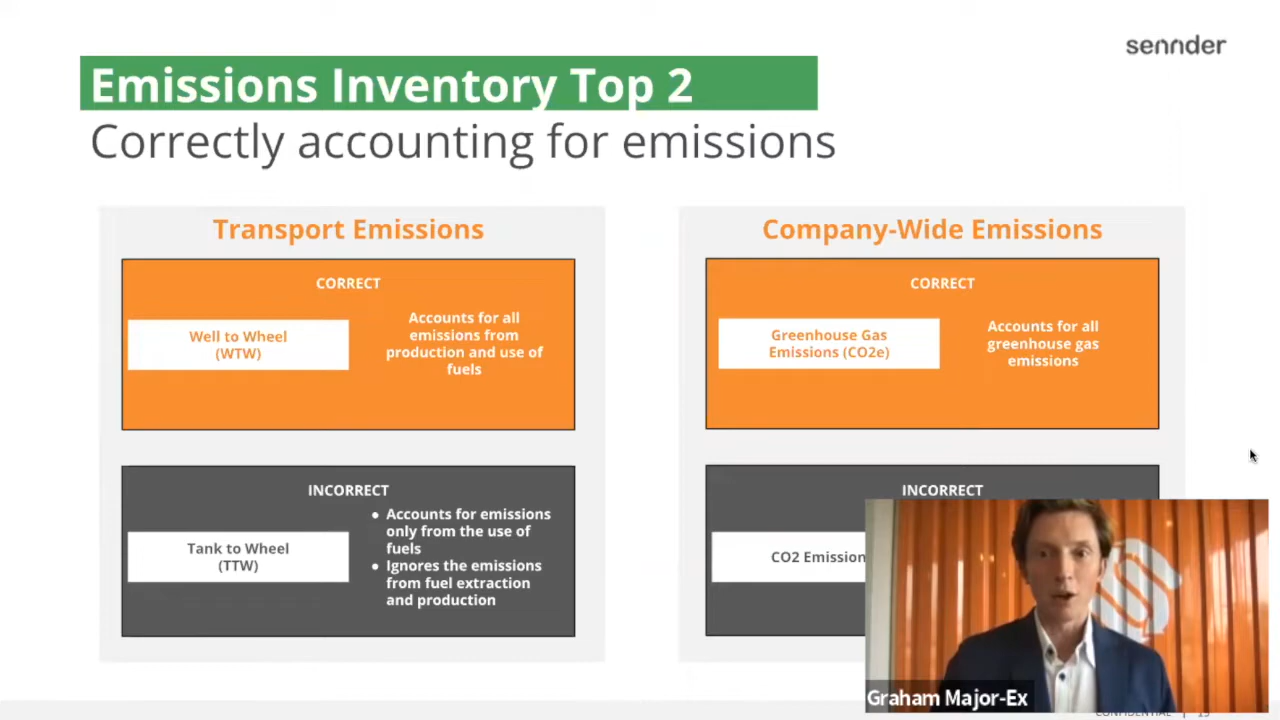 sennder
Emissions Inventory Top 2
Correctly accounting for emissions
Transport Emissions
CORRECT
Well to Wheel
(WTW)
Accounts for all
emissions from
production and use of
fuels
INCORRECT
Tank to Wheel
(TTW)
● Accounts for emissions
only from the use of
fuels
● Ignores the emissions
from fuel extraction
and production
Company-Wide Emissions
CORRECT
Greenhouse Gas
Emissions (CO2e)
Accounts for all
greenhouse gas
emissions
INCORRECT
CO2 Emission
Graham Major-Ex